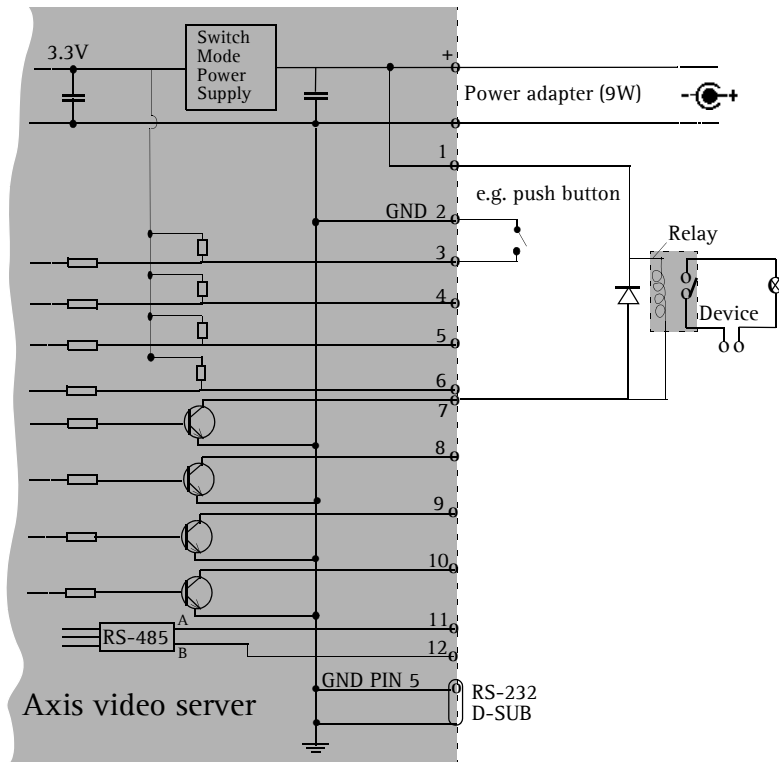 3.3V
Switch
Mode
Power
Supply
+
Power adapter (9W)
- +
1
e.g. push button
GND 2
Relay
3
4
Device
5
6
7
8
9
10
A
11
RS-485
12
B
GND PIN 5
RS-232
D-SUB
Axis video server